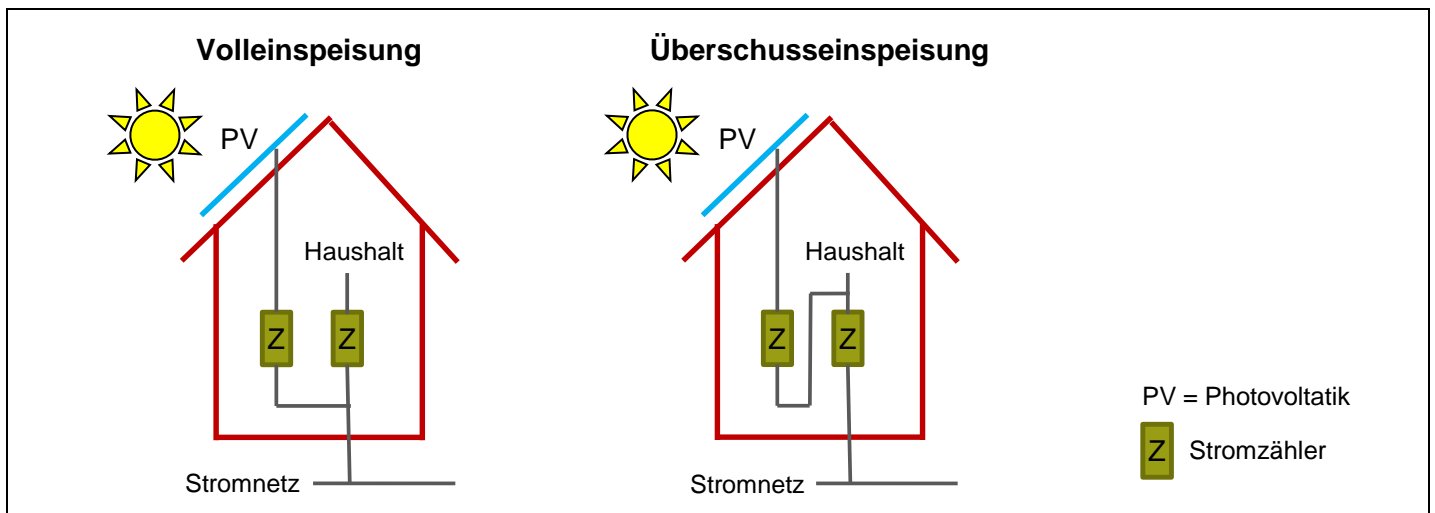 Volleinspeisung
Überschusseinspeisung
PV
PV
Haushalt
Haushalt
Z
Z
Z
Z
PV = Photovoltatik
Z Stromzähler
Stromnetz
Stromnetz